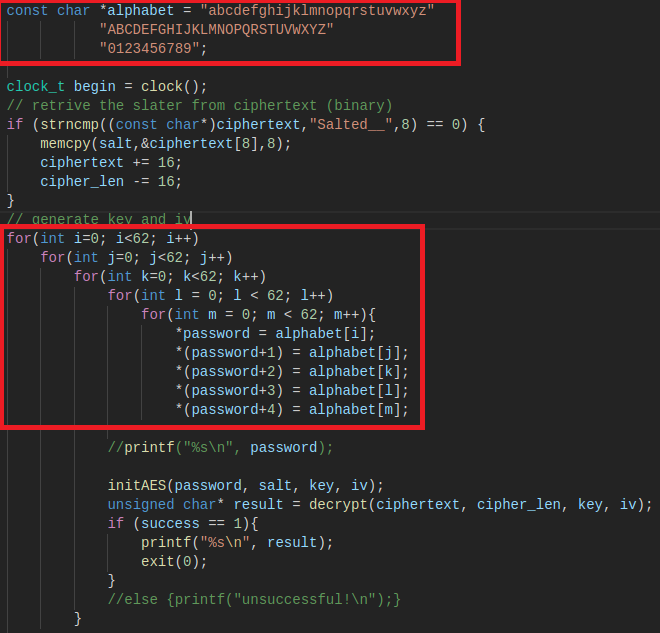 const char *alphabet = "abcdefghijklmnopqrstuvwxyz"
"ABCDEFGHIJKLMNOPQRSTUVWXYZ"
"0123456789";
clock_t begin = clock();
// retrive the slater from ciphertext (binary)
if (strncmp((const char*)ciphertext,"Salted__",8) == 0) {
memcpy(salt,&ciphertext[8],8);
ciphertext += 16;
cipher_len -= 16;
}
// generate key and iv
for(int i=0; i<62; i++)
for(int j=0; j<62; j++)
for(int k=0; k<62; k++)
for(int l = 0; l < 62; l++)
for(int m = 0; m < 62; m++){
*password = alphabet[i];
*(password+1) = alphabet[j];
*(password+2) = alphabet[k];
*(password+3) = alphabet[l];
*(password+4) = alphabet[m];
//printf("%s\n", password);
initAES(password, salt, key, iv);
unsigned char* result = decrypt(ciphertext, cipher_len, key, iv);
if (success == 1){
printf("%s\n", result);
exit(0);
}
//else {printf("unsuccessful!\n");}
}